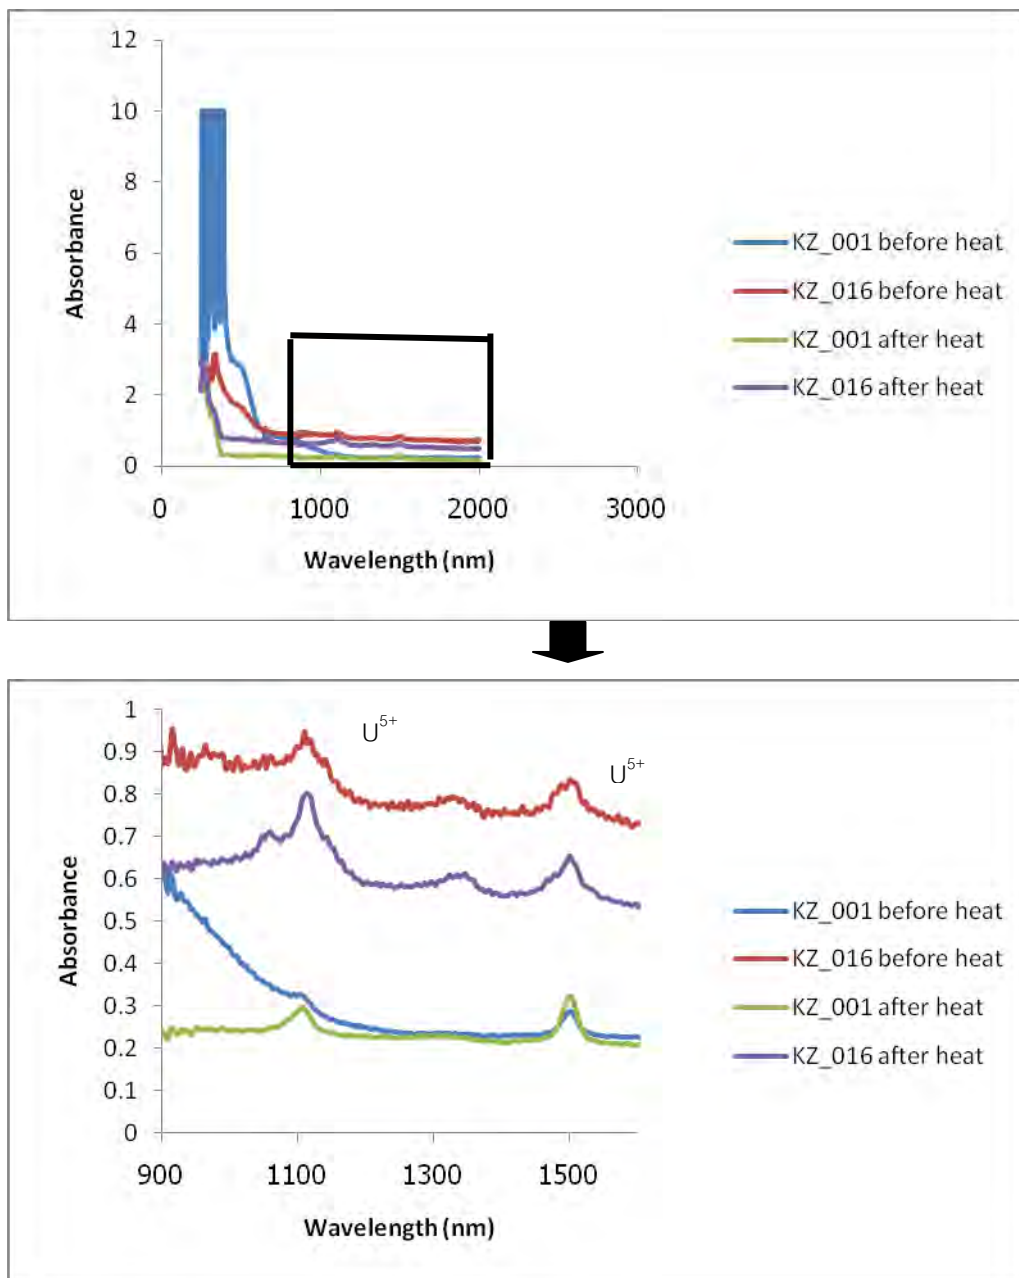 12
10
8
6
4
2
0
Absorbance
0 1000 2000 3000
Wavelength (nm)
KZ_001 before heat
KZ_016 before heat
KZ_001 after heat
KZ_016 after heat
1
0.9
0.8
0.7
0.6
0.5
0.4
0.3
0.2
0.1
0
Absorbance
U5+
U5+
900 1100 1300 1500
Wavelength (nm)
KZ_001 before heat
KZ_016 before heat
KZ_001 after heat
KZ_016 after heat